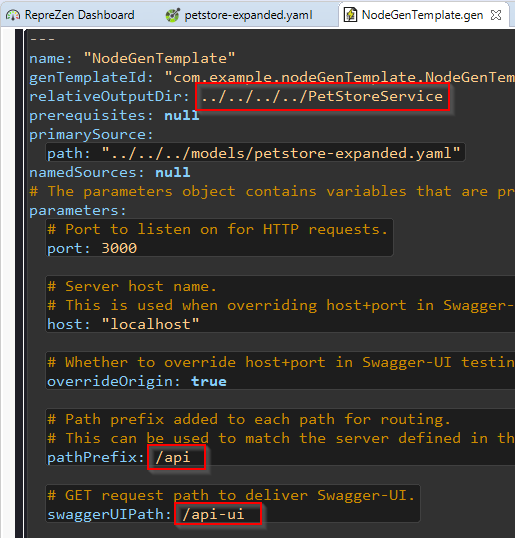 RepreZen Dashboard petstore-expanded.yaml NodeGenTemplate.gen
---
name: "NodeGenTemplate"
genTemplateId: "com.example.nodeGenTemplate.NodeGenTem
relativeOutputDir: ../../../../PetStoreService
prerequisites: null
primarySource:
  path: "../../../models/petstore-expanded.yaml"
namedSources: null
# The parameters object contains variables that are pr
parameters:
  # Port to listen on for HTTP requests.
  port: 3000
  # Server host name.
  # This is used when overriding host+port in Swagger-
  host: "localhost"
  # Whether to override host+port in Swagger-UI testin
  overrideOrigin: true
  # Path prefix added to each path for routing.
  # This can be used to match the server defined in th
  pathPrefix: /api
  # GET request path to deliver Swagger-UI.
  swaggerUIPath: /api-ui